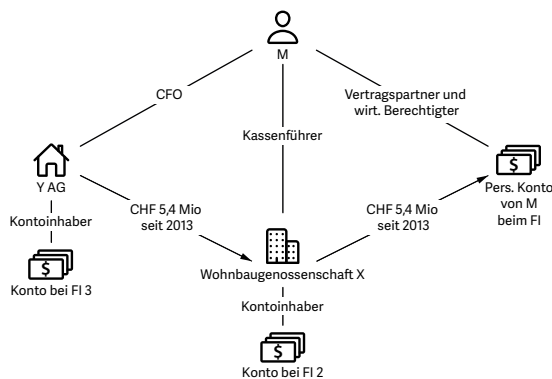 M
CFO
Vertragspartner und
wirt. Berechtigter
Kassenführer
Y AG
Pers. Konto
von M
beim FI
Kontoinhaber
CHF 5,4 Mio
seit 2013
CHF 5,4 Mio
seit 2013
$
$
Konto bei FI 3
Wohnbaugenossenschaft X
Kontoinhaber
$
Konto bei FI 2